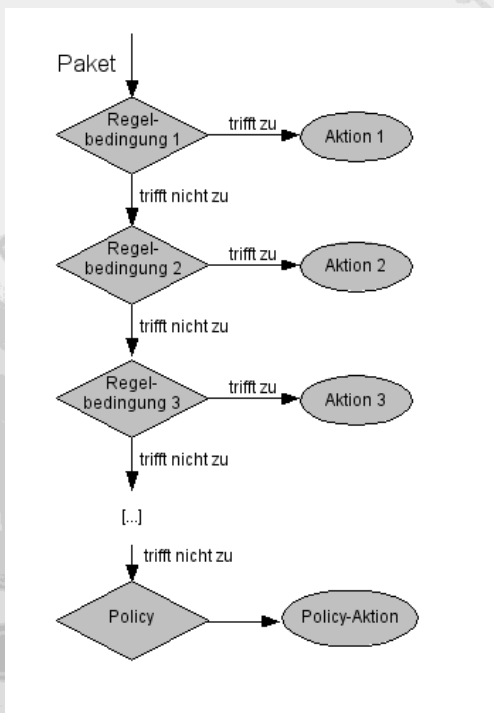 Paket
Regel-
bedingung 1
trifft zu
Aktion 1
trifft nicht zu
Regel-
bedingung 2
trifft zu
Aktion 2
trifft nicht zu
Regel-
bedingung 3
trifft zu
Aktion 3
trifft nicht zu
[...]
trifft nicht zu
Policy
Policy-Aktion